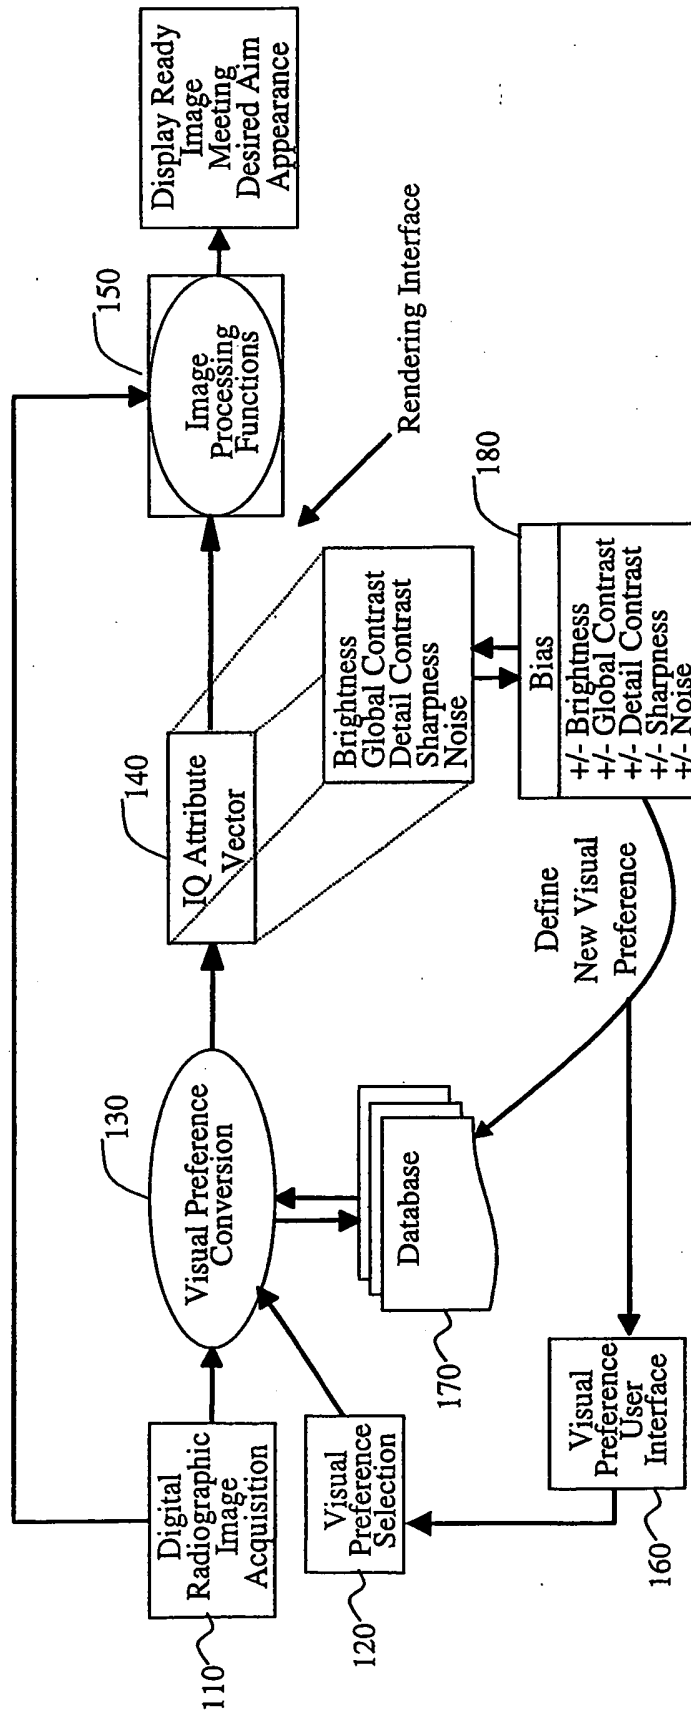 110
Digital
Radiographic
Image
Acquisition
120
Visual
Preference
Selection
160
Visual
Preference
User
Interface
130
Visual Preference
Conversion
170
Database
140
IQ Attribute
Vector
Brightness
Global Contrast
Detail Contrast
Sharpness
Noise
Define
New Visual
Preference
180
Bias
+/- Brightness
+/- Global Contrast
+/- Detail Contrast
+/- Sharpness
+/- Noise
Rendering Interface
150
Image
Processing
Functions
Display Ready
Image
Meeting
Desired Aim
Appearance